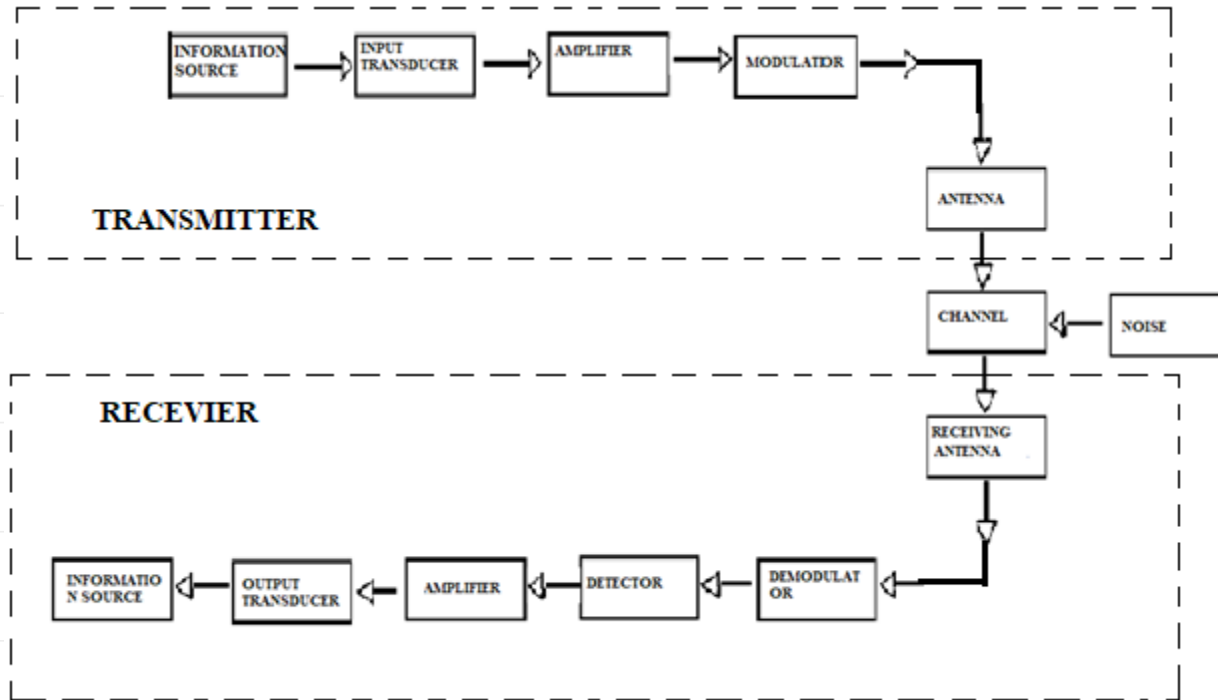 INFORMATION
SOURCE
INPUT
TRANSDUCER
AMPLIFIER
MODULATIOR
TRANSMITTER
ANTENNA
CHANNEL
NOISE
RECEVIER
RECEIVING
ANTENNA
INFORMATIO
N SOURCE
OUTPUT
TRANSDUCER
AMPLIFIER
DETECTOR
DEMODULAT
OR